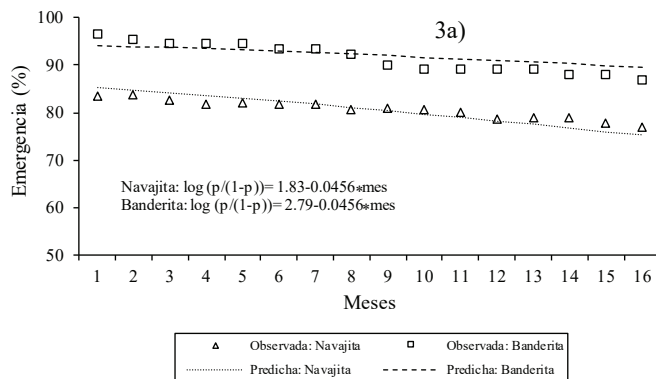 3a)
100
90
80
70
60
50
Emergencia (%)
Navajita: log (p/(1-p))= 1.83-0.0456*mes
Banderita: log (p/(1-p))= 2.79-0.0456*mes
1 2 3 4 5 6 7 8 9 10 11 12 13 14 15 16
Meses
Observada: Navajita Observada: Banderita
Predicha: Navajita Predicha: Banderita